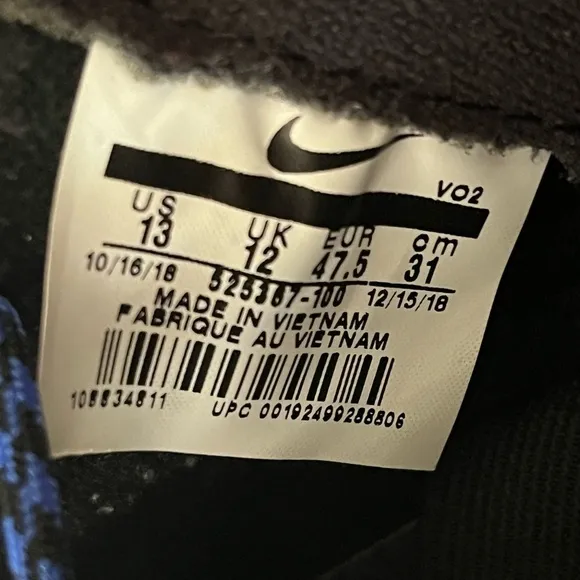 VO2
US UK EUR cm
13 12 47.5 31
10/16/18 525387-100 12/15/18
MADE IN VIETNAM
FABRIQUE AU VIETNAM
108834811 UPC 00192499288806